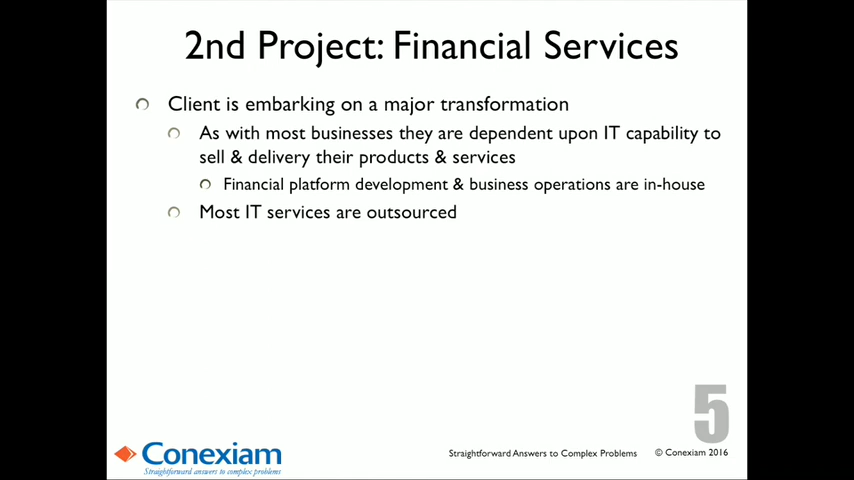 2nd Project: Financial Services
Client is embarking on a major transformation
As with most businesses they are dependent upon IT capability to
sell & delivery their products & services
Financial platform development & business operations are in-house
Most IT services are outsourced
5
Conexiam
Straightforward answers to complex problems
Straightforward Answers to Complex Problems
© Conexiam 2016